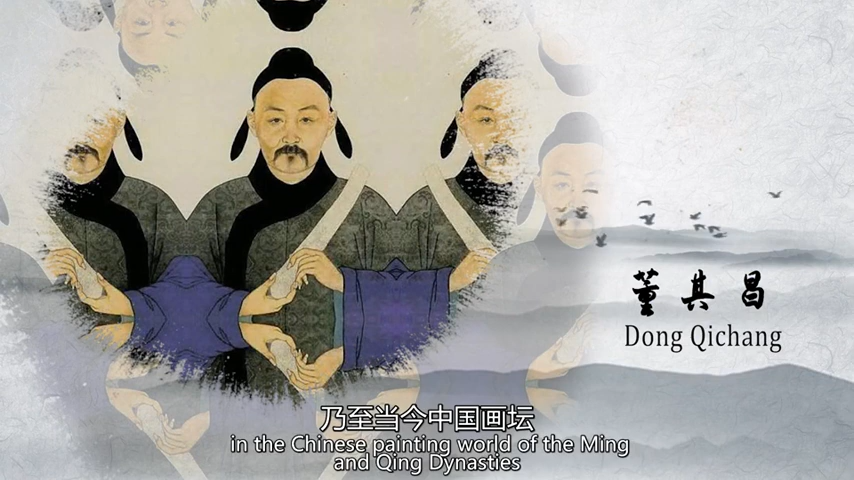 董其昌
Dong Qichang
乃至当今中国画坛
in the Chinese painting world of the Ming
and Qing Dynasties